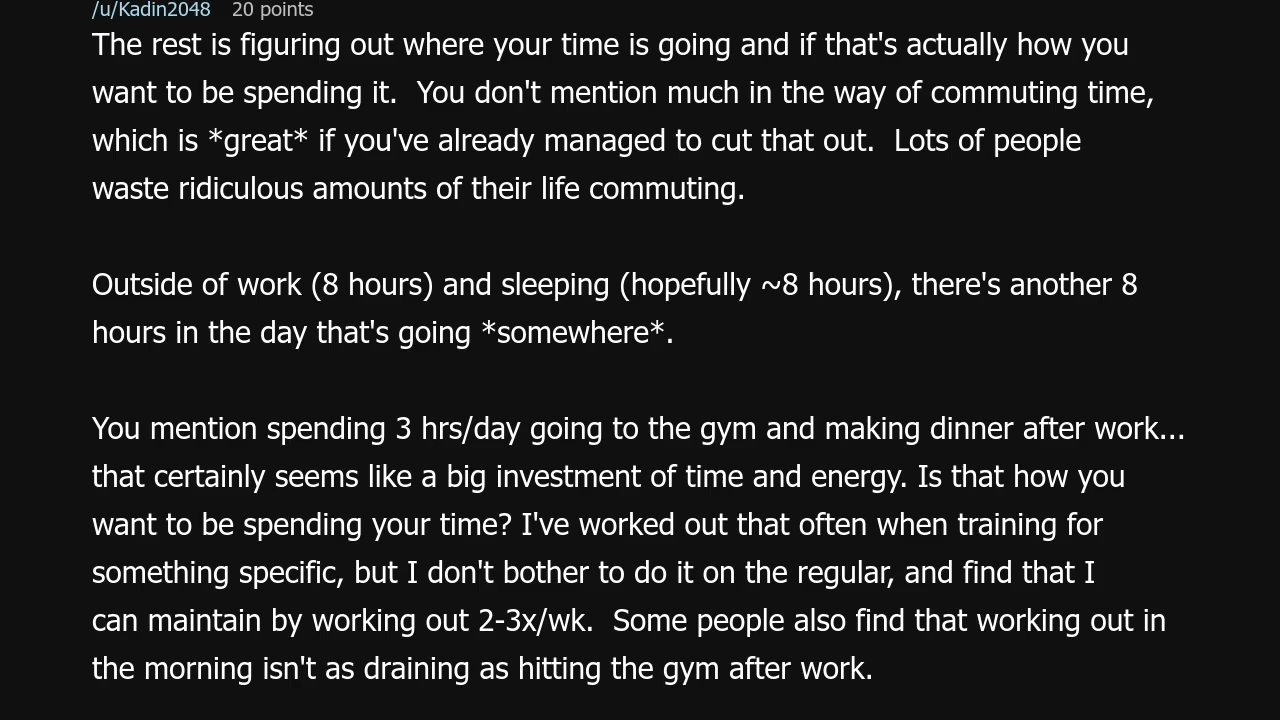 /u/Kadin2048 20 points
The rest is figuring out where your time is going and if that's actually how you
want to be spending it.  You don't mention much in the way of commuting time,
which is *great* if you've already managed to cut that out.  Lots of people
waste ridiculous amounts of their life commuting.
Outside of work (8 hours) and sleeping (hopefully ~8 hours), there's another 8
hours in the day that's going *somewhere*.
You mention spending 3 hrs/day going to the gym and making dinner after work...
that certainly seems like a big investment of time and energy. Is that how you
want to be spending your time? I've worked out that often when training for
something specific, but I don't bother to do it on the regular, and find that I
can maintain by working out 2-3x/wk.  Some people also find that working out in
the morning isn't as draining as hitting the gym after work.